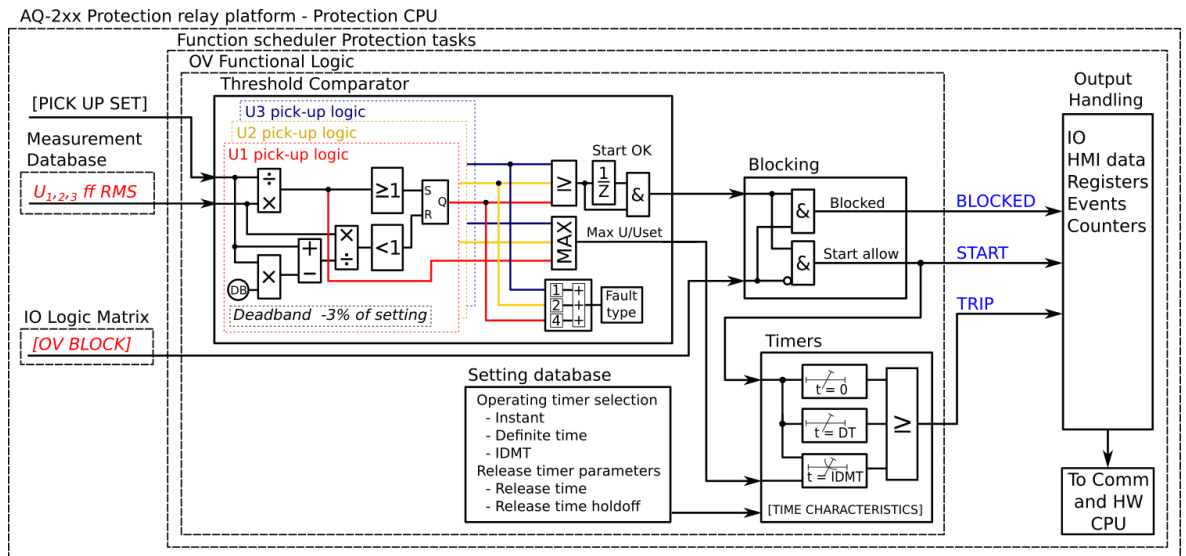 AQ-2xx Protection relay platform - Protection CPU
Function scheduler Protection tasks
OV Functional Logic
Threshold Comparator
[PICK UP SET]
Measurement
Database
U1,2,3 ff RMS
IO Logic Matrix
[OV BLOCK]
U3 pick-up logic
U2 pick-up logic
U1 pick-up logic
÷
×
≥1
S
R
Q
×
÷
<1
+
−
×
DB
Deadband -3% of setting
≥
Start OK
1
Z
&
MAX
Max U/Uset
1 +
2 +
4 +
Fault
type
Blocking
&
Blocked
&
Start allow
BLOCKED
START
TRIP
Output
Handling
IO
HMI data
Registers
Events
Counters
To Comm
and HW
CPU
Setting database
Operating timer selection
- Instant
- Definite time
- IDMT
Release timer parameters
- Release time
- Release time holdoff
Timers
t = 0
t = DT
t = IDMT
≥
[TIME CHARACTERISTICS]